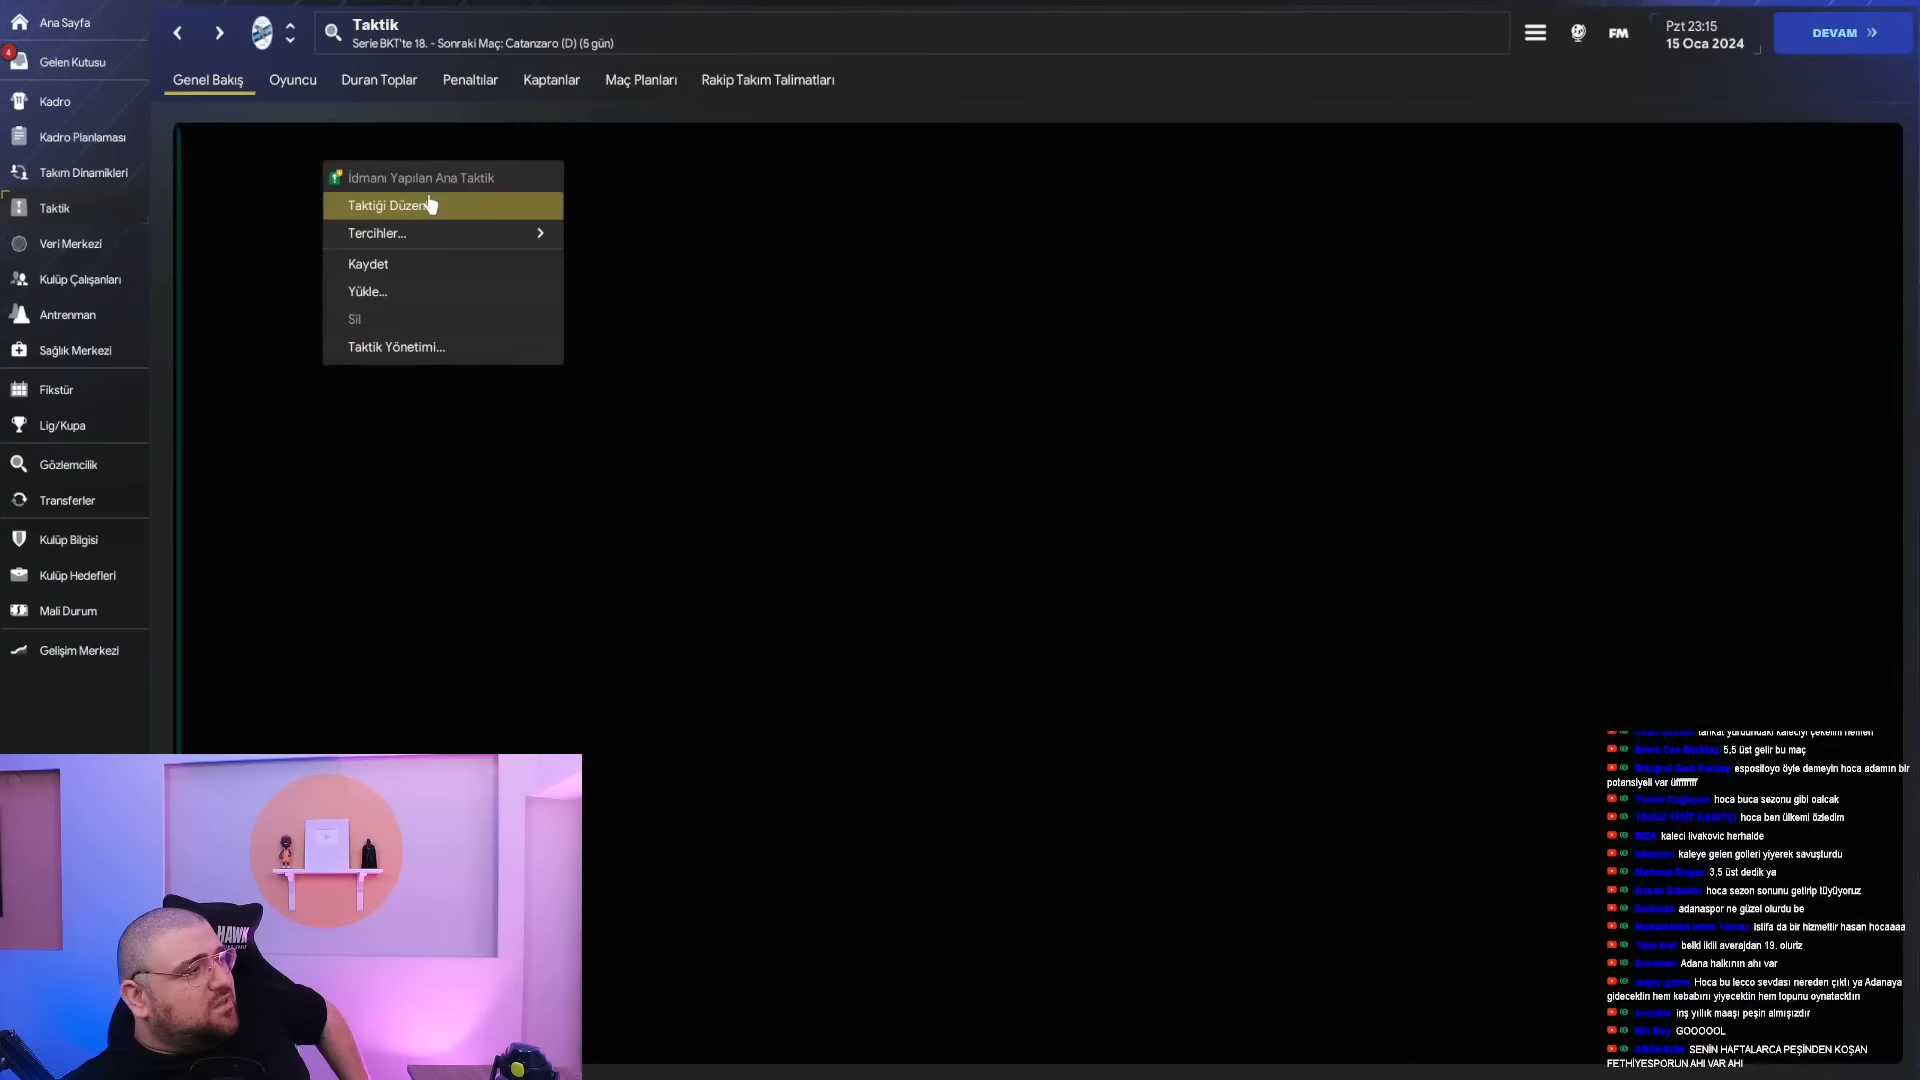 Ana Sayfa
4
Gelen Kutusu
Kadro
Kadro Planlaması
Takım Dinamikleri
Taktik
Veri Merkezi
Kulüp Çalışanları
Antrenman
Sağlık Merkezi
Fikstür
Lig/Kupa
Gözlemcilik
Transferler
Kulüp Bilgisi
Kulüp Hedefleri
Mali Durum
Gelişim Merkezi
Taktik
Serie BKT'te 18. - Sonraki Maç: Catanzaro (D) (5 gün)
FM
Pzt 23:15
15 Oca 2024
DEVAM
Genel Bakış
Oyuncu
Duran Toplar
Penaltılar
Kaptanlar
Maç Planları
Rakip Takım Talimatları
İdmanı Yapılan Ana Taktik
Taktiği
Tercihler...
Kaydet
Yükle...
Sil
Taktik Yönetimi...
HAWK
5,5 üst gelir bu maç
esposiloyo öyle demeyin hoca adamın bir
potansiyeli var
hoca buca sezonu gibi oalcak
hoca ben ülkemi özledim
RIZA kaleci livakovic herhalde
kaleye gelen golleri yiyerek savuşturdu
3,5 üst dedik ya
hoca sezon sonunu getirip tüyüyoruz
adanaspor ne güzel olurdu be
istifa da bir hizmettir hasan hocaaaa
belki ikili averajdan 19. oluriz
Adana halkının ahı var
Hoca bu lecco sevdası nereden çıktı ya Adanaya
gidecektin hem kebabını yiyecektin hem lopunu oynatacktın
inş yıllık maaşı peşin almışızdır
GOOOOOL
SENİN HAFTALARCA PEŞİNDEN KOŞAN
FETHİYESPORUN AHI VAR AHI